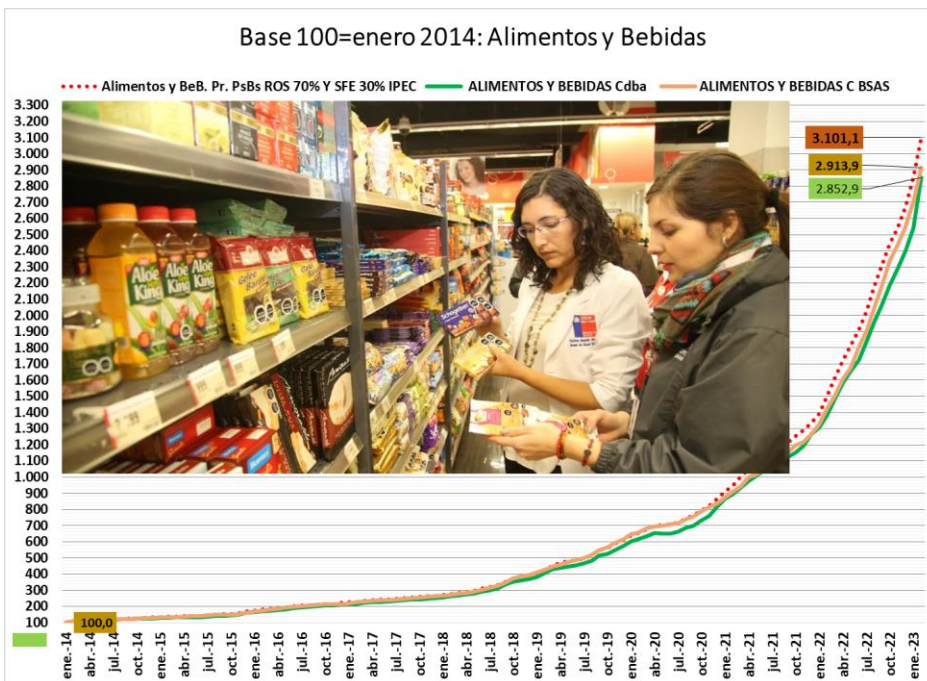 Base 100=enero 2014: Alimentos y Bebidas
Alimentos y BeB. Pr. PsBs ROS 70% Y SFE 30% IPEC
ALIMENTOS Y BEBIDAS Cdba
ALIMENTOS Y BEBIDAS C BSAS
3.300
3.200
3.100
3.000
2.900
2.800
2.700
2.600
2.500
2.400
2.300
2.200
2.100
2.000
1.900
1.800
1.700
1.600
1.500
1.400
1.300
1.200
1.100
1.000
900
800
700
600
500
400
300
200
100
3.101,1
2.913,9
2.852,9
100,0
Aloe King
Aloe King
Aloe King
ene.-14
abr.-14
jul.-14
oct.-14
ene.-15
abr.-15
jul.-15
oct.-15
ene.-16
abr.-16
jul.-16
oct.-16
ene.-17
abr.-17
jul.-17
oct.-17
ene.-18
abr.-18
jul.-18
oct.-18
ene.-19
abr.-19
jul.-19
oct.-19
ene.-20
abr.-20
jul.-20
oct.-20
ene.-21
abr.-21
jul.-21
oct.-21
ene.-22
abr.-22
jul.-22
oct.-22
ene.-23